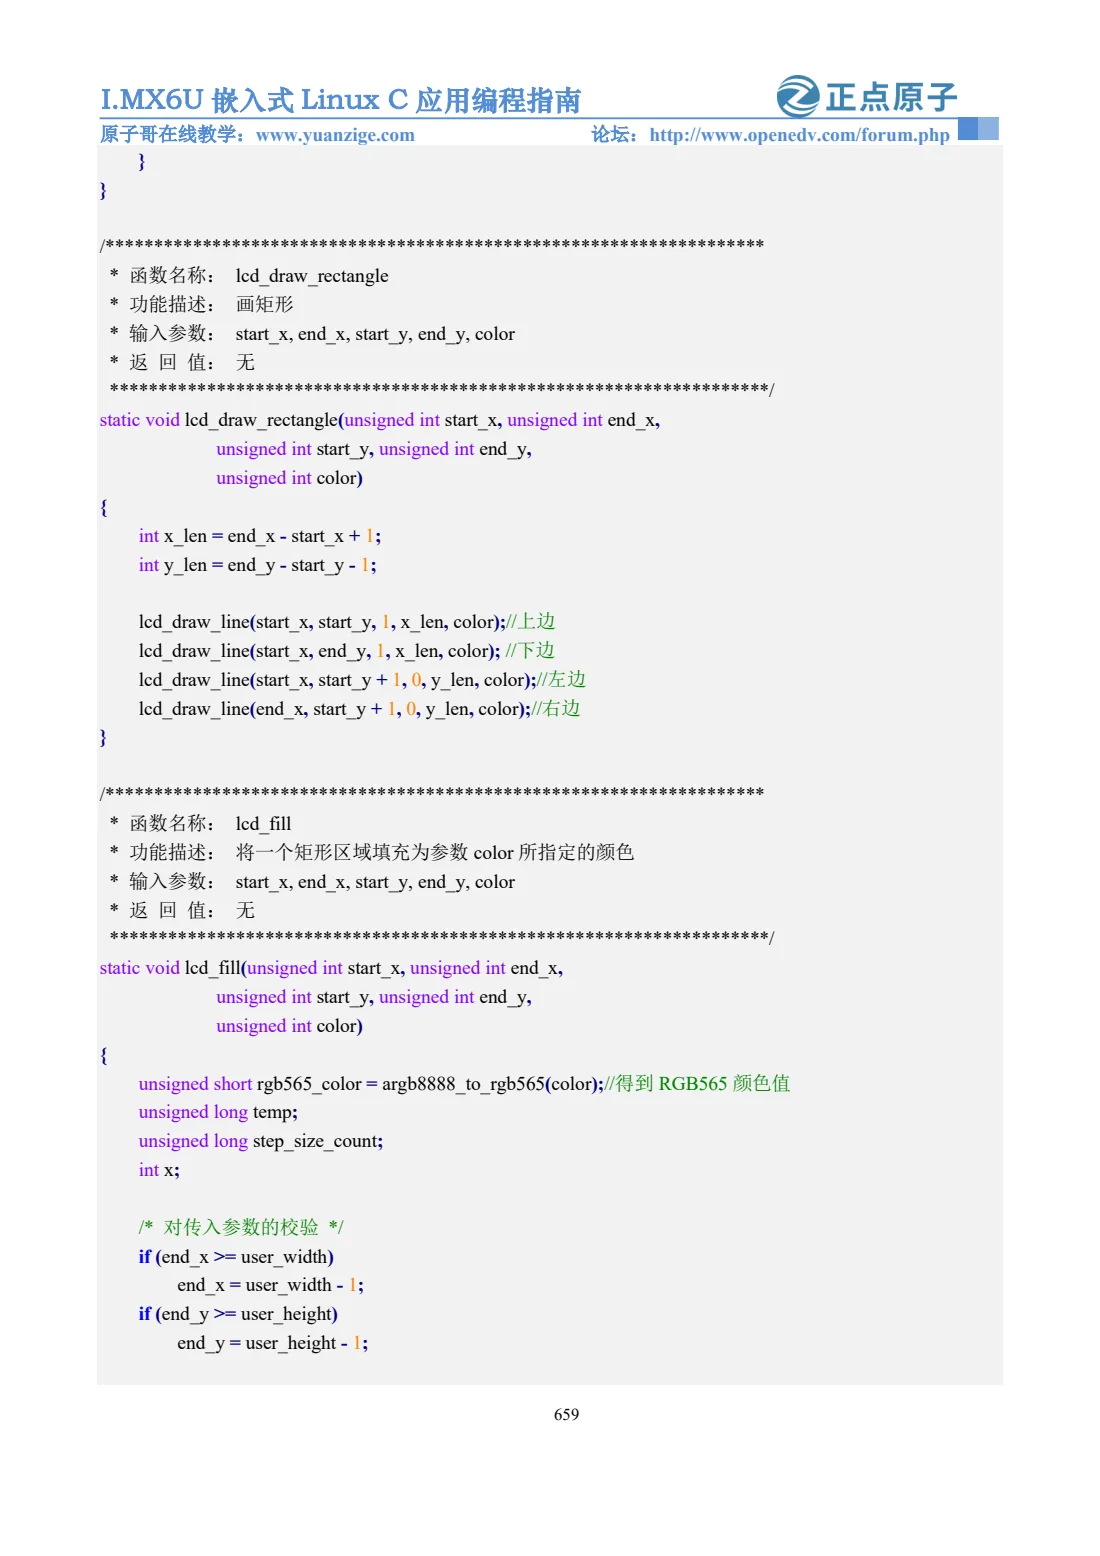 I.MX6U 嵌入式 Linux C 应用编程指南
正点原子
原子哥在线教学：www.yuanzige.com 论坛：http://www.openedv.com/forum.php
}
}
/********************************************************************
* 函数名称： lcd_draw_rectangle
* 功能描述： 画矩形
* 输入参数： start_x, end_x, start_y, end_y, color
* 返 回 值： 无
********************************************************************/
static void lcd_draw_rectangle(unsigned int start_x, unsigned int end_x,
unsigned int start_y, unsigned int end_y,
unsigned int color)
{
int x_len = end_x - start_x + 1;
int y_len = end_y - start_y - 1;
lcd_draw_line(start_x, start_y, 1, x_len, color);//上边
lcd_draw_line(start_x, end_y, 1, x_len, color); //下边
lcd_draw_line(start_x, start_y + 1, 0, y_len, color);//左边
lcd_draw_line(end_x, start_y + 1, 0, y_len, color);//右边
}
/********************************************************************
* 函数名称： lcd_fill
* 功能描述： 将一个矩形区域填充为参数 color 所指定的颜色
* 输入参数： start_x, end_x, start_y, end_y, color
* 返 回 值： 无
********************************************************************/
static void lcd_fill(unsigned int start_x, unsigned int end_x,
unsigned int start_y, unsigned int end_y,
unsigned int color)
{
unsigned short rgb565_color = argb8888_to_rgb565(color);//得到 RGB565 颜色值
unsigned long temp;
unsigned long step_size_count;
int x;
/* 对传入参数的校验 */
if (end_x >= user_width)
end_x = user_width - 1;
if (end_y >= user_height)
end_y = user_height - 1;
659